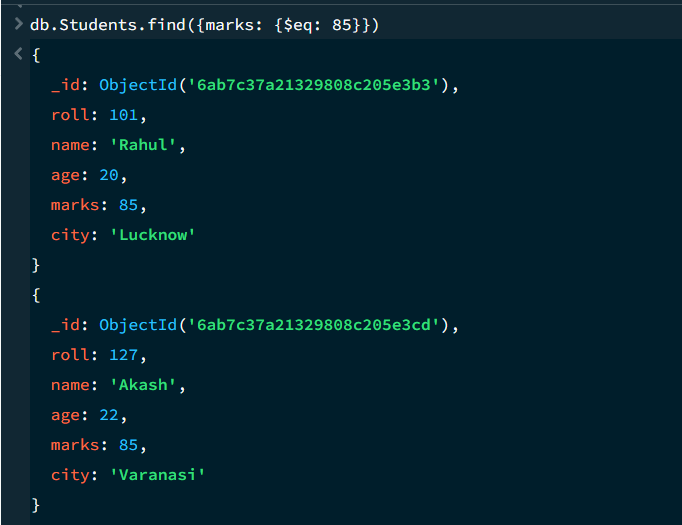 db.Students.find({marks: {$eq: 85}})
{
  _id: ObjectId('6ab7c37a21329808c205e3b3'),
  roll: 101,
  name: 'Rahul',
  age: 20,
  marks: 85,
  city: 'Lucknow'
}
{
  _id: ObjectId('6ab7c37a21329808c205e3cd'),
  roll: 127,
  name: 'Akash',
  age: 22,
  marks: 85,
  city: 'Varanasi'
}